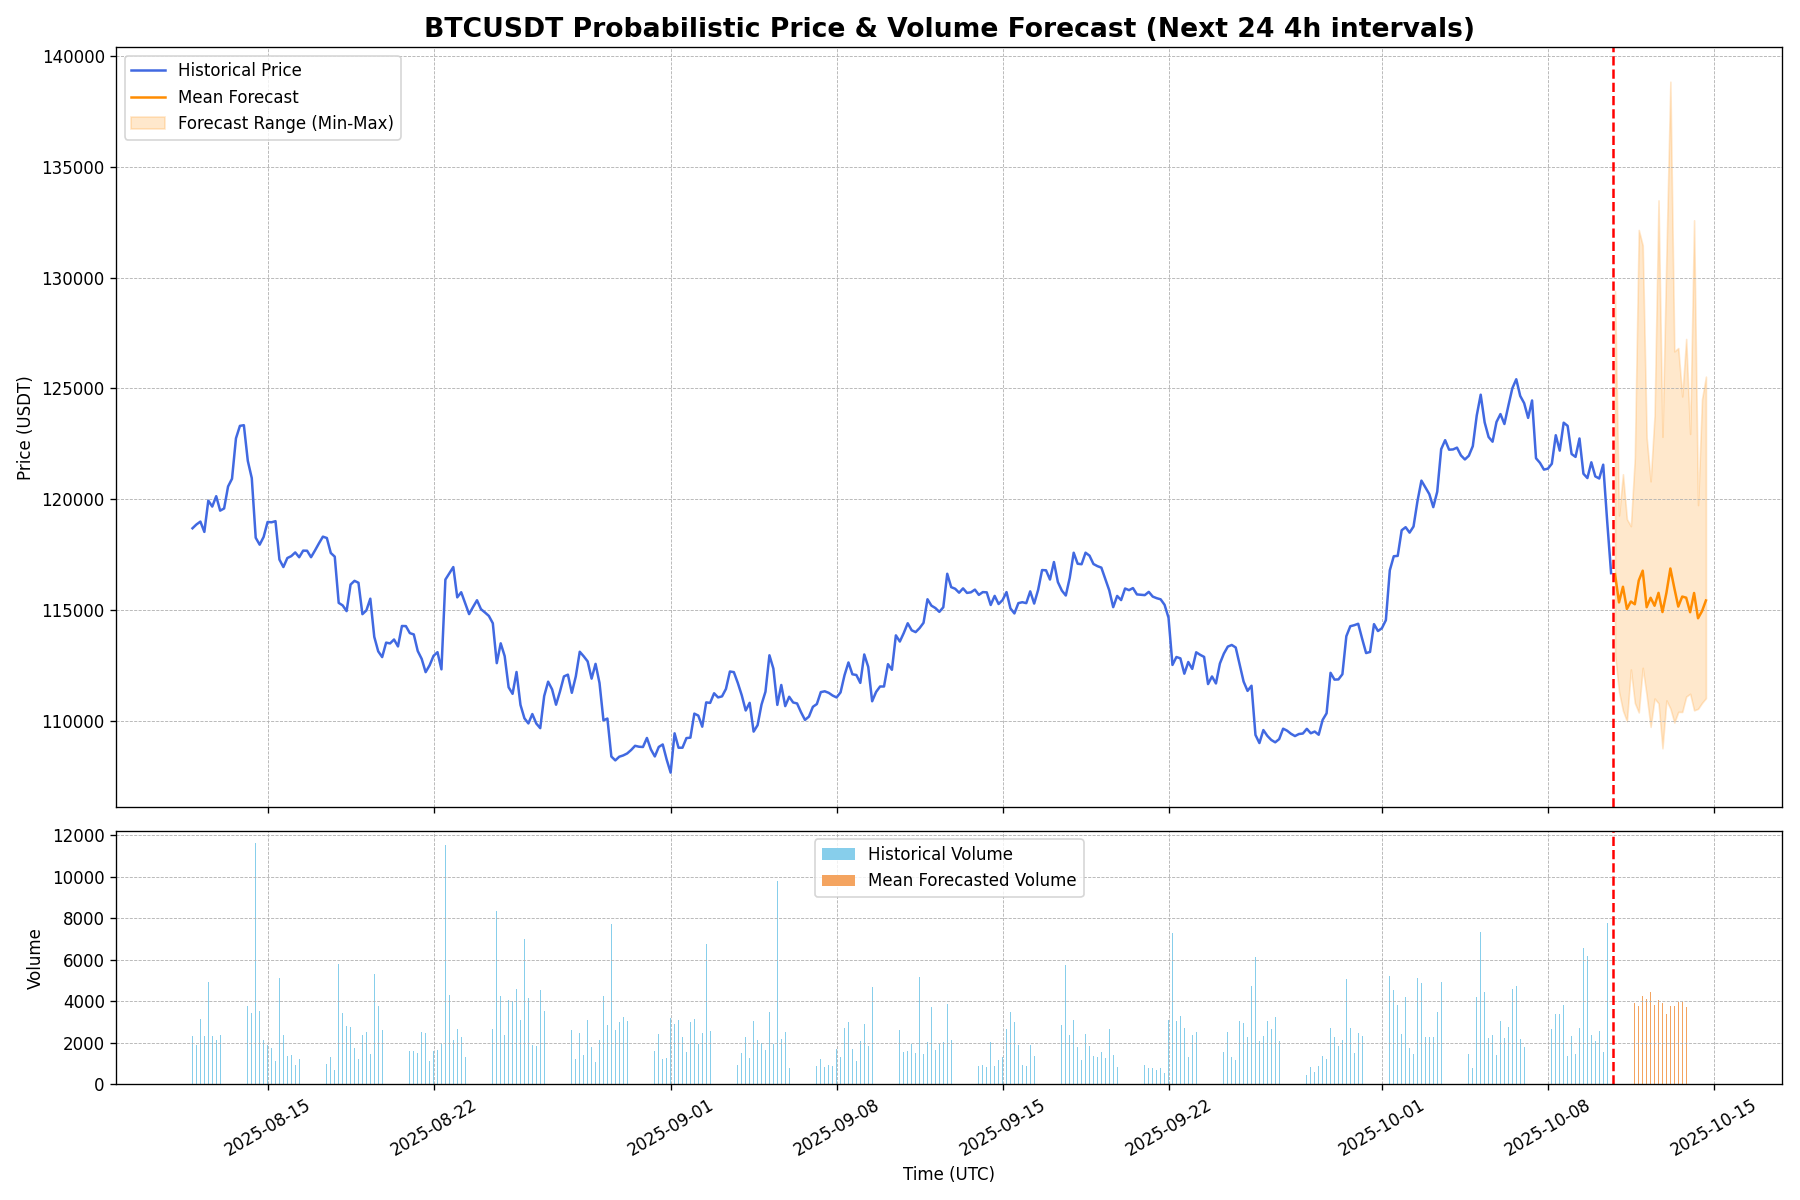 BTCUSDT Probabilistic Price & Volume Forecast (Next 24 4h intervals)
Historical Price
Mean Forecast
Forecast Range (Min-Max)
Price (USDT)
140000
135000
130000
125000
120000
115000
110000
Historical Volume
Mean Forecasted Volume
Volume
12000
10000
8000
6000
4000
2000
0
2025-08-15
2025-08-22
2025-09-01
2025-09-08
2025-09-15
2025-09-22
2025-10-01
2025-10-08
2025-10-15
Time (UTC)